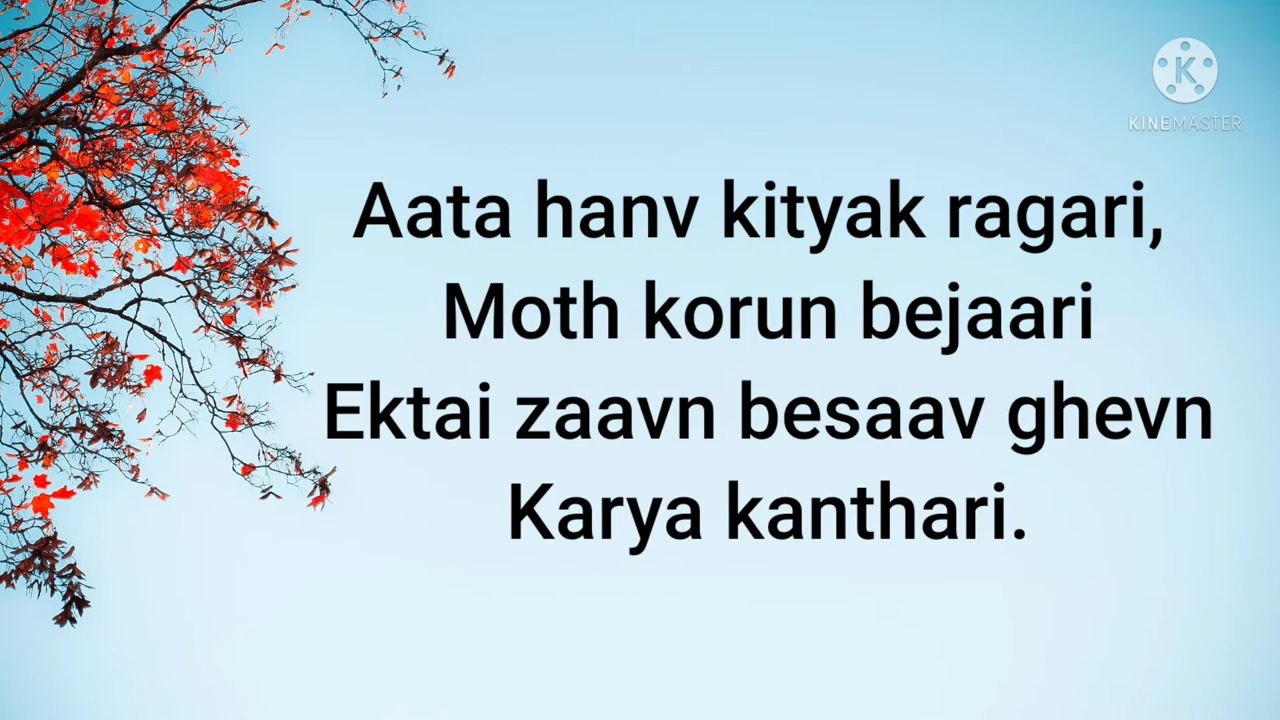 KINEMASTER
Aata hanv kityak ragari,
Moth korun bejaari
Ektai zaavn besaav ghevn
Karya kanthari.